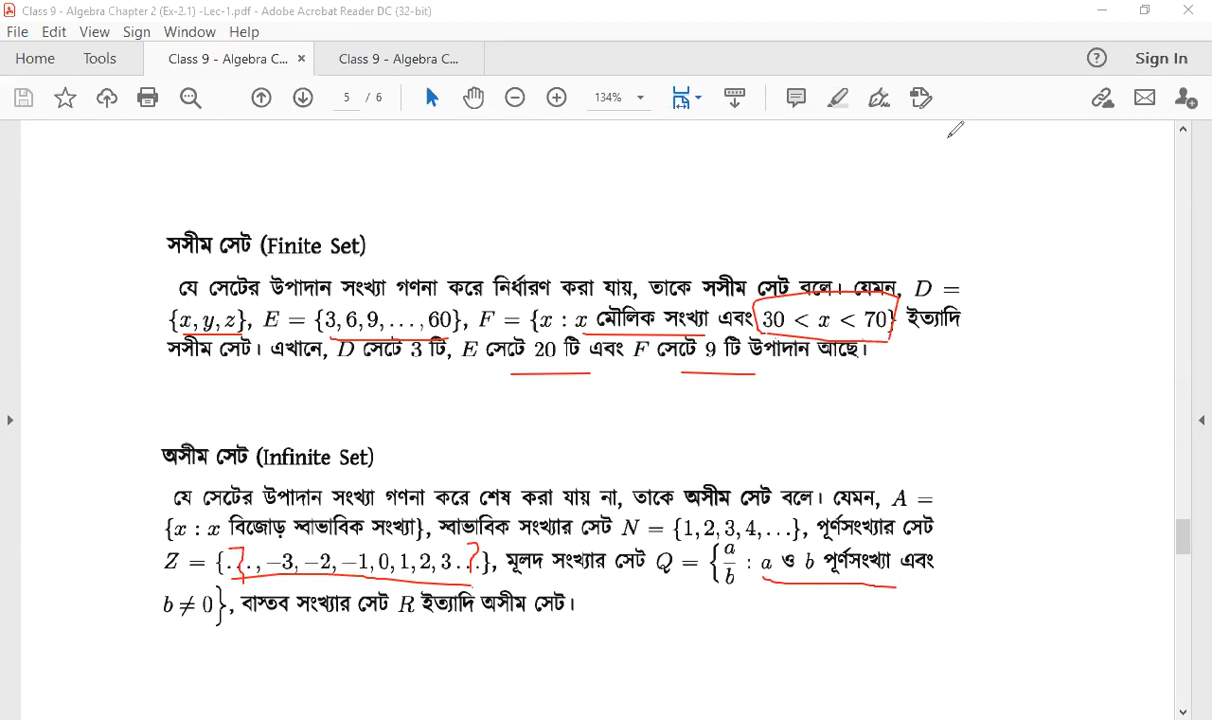 Class 9 - Algebra Chapter 2 (Ex-2.1) -Lec-1.pdf - Adobe Acrobat Reader DC (32-bit)
File Edit View Sign Window Help
Home Tools Class 9 - Algebra C... × Class 9 - Algebra C... ? Sign In
5 / 6 134%
সসীম সেট (Finite Set)
যে সেটের উপাদান সংখ্যা গণনা করে নির্ধারণ করা যায়, তাকে সসীম সেট বলে। যেমন, D =
{x, y, z}, E = {3, 6, 9, ..., 60}, F = {x : x মৌলিক সংখ্যা এবং 30 < x < 70} ইত্যাদি
সসীম সেট। এখানে, D সেটে 3 টি, E সেটে 20 টি এবং F সেটে 9 টি উপাদান আছে।
অসীম সেট (Infinite Set)
যে সেটের উপাদান সংখ্যা গণনা করে শেষ করা যায় না, তাকে অসীম সেট বলে। যেমন, A =
{x : x বিজোড় স্বাভাবিক সংখ্যা}, স্বাভাবিক সংখ্যার সেট N = {1, 2, 3, 4, ...}, পূর্ণসংখ্যার সেট
Z = {..., −3, −2, −1, 0, 1, 2, 3...}, মূলদ সংখ্যার সেট Q = {a/b : a ও b পূর্ণসংখ্যা এবং
b ≠ 0}, বাস্তব সংখ্যার সেট R ইত্যাদি অসীম সেট।